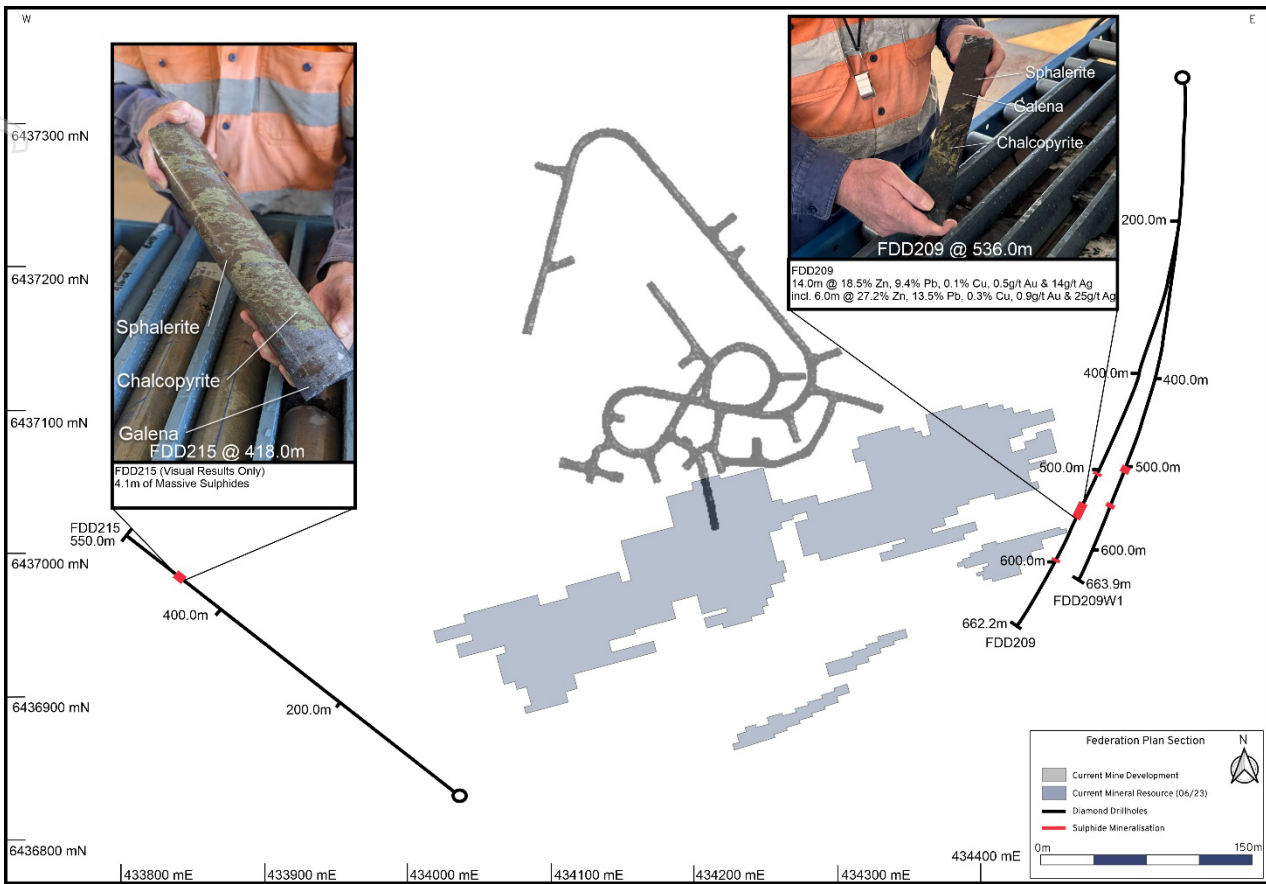 W
E
Sphalerite
Chalcopyrite
Galena
FDD215 @ 418.0m
FDD215 (Visual Results Only)
4.1m of Massive Sulphides
Sphalerite
Galena
Chalcopyrite
FDD209 @ 536.0m
FDD209
14.0m @ 18.5% Zn, 9.4% Pb, 0.1% Cu, 0.5g/t Au & 14g/t Ag
incl. 6.0m @ 27.2% Zn, 13.5% Pb, 0.3% Cu, 0.9g/t Au & 25g/t Ag
6437300 mN
6437200 mN
6437100 mN
6437000 mN
6436900 mN
6436800 mN
200.0m
400.0m
400.0m
500.0m
500.0m
600.0m
600.0m
663.9m
FDD209W1
662.2m
FDD209
FDD215
550.0m
400.0m
200.0m
433800 mE
433900 mE
434000 mE
434100 mE
434200 mE
434300 mE
434400 mE
Federation Plan Section
N
Current Mine Development
Current Mineral Resource (06/23)
Diamond Drillholes
Sulphide Mineralisation
0m
150m